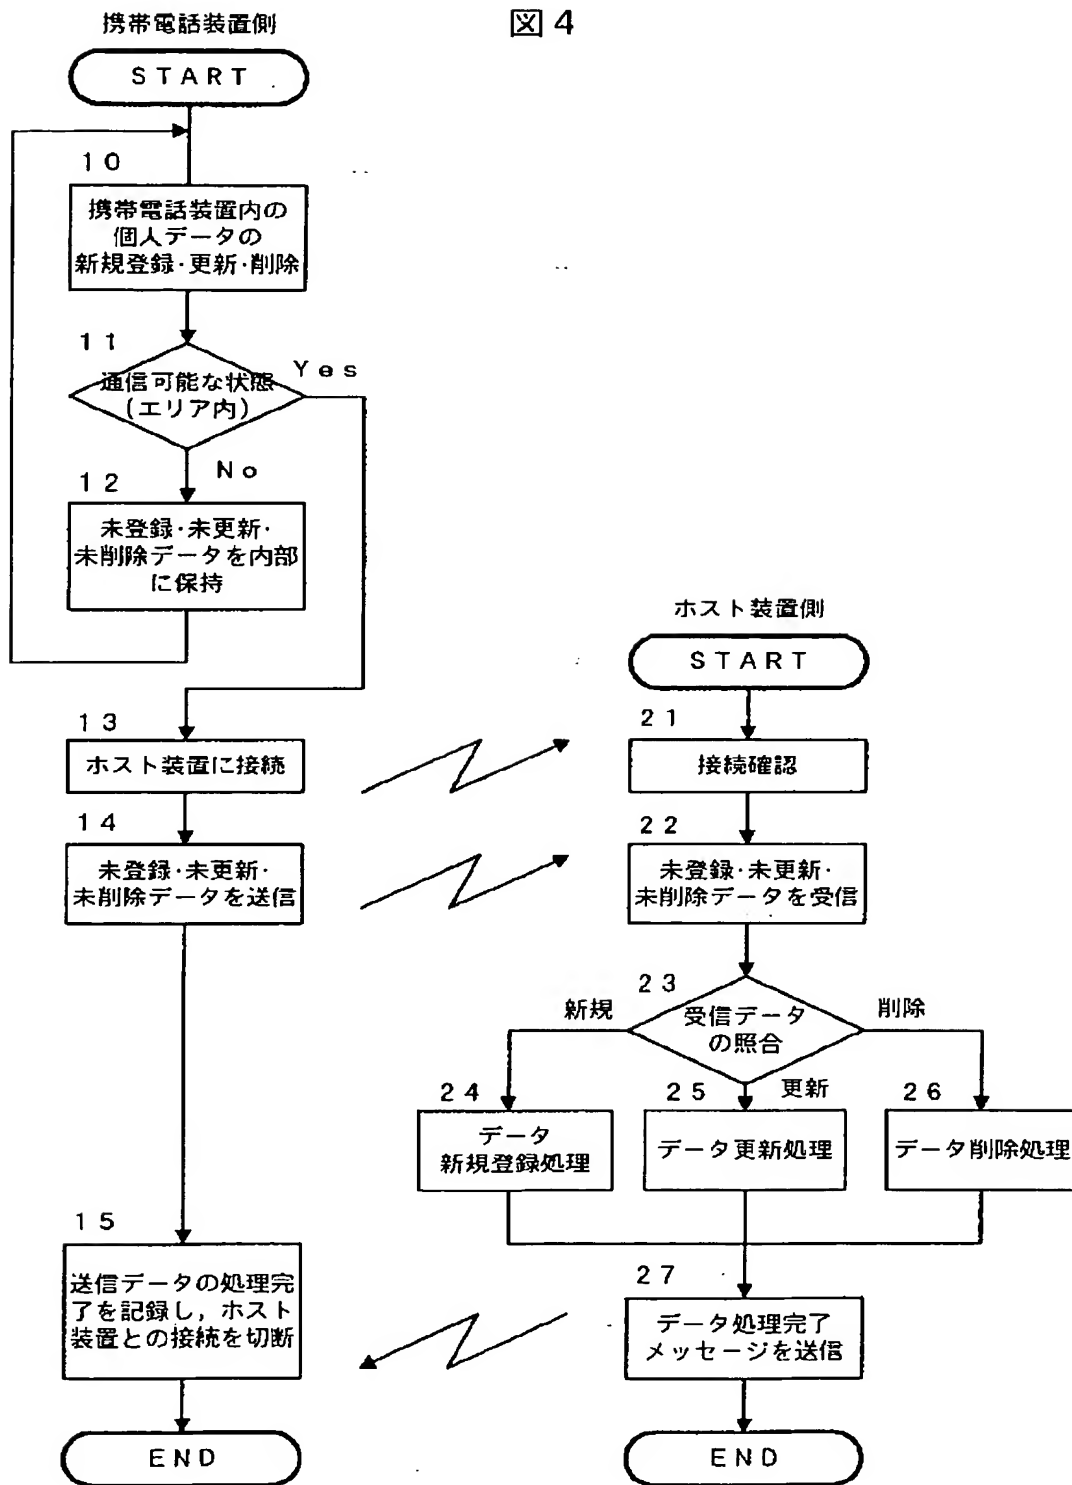 図4
携帯電話装置側
START
10
携帯電話装置内の
個人データの
新規登録·更新·削除
11
通信可能な状態
(エリア内)
Yes
No
12
未登録·未更新·
未削除データを内部
に保持
13
ホスト装置に接続
14
未登録·未更新·
未削除データを送信
15
送信データの処理完
了を記録し,ホスト
装置との接続を切断
END
ホスト装置側
START
21
接続確認
22
未登録·未更新·
未削除データを受信
23
受信データ
の照合
新規
更新
削除
24
データ
新規登録処理
25
データ更新処理
26
データ削除処理
27
データ処理完了
メッセージを送信
END